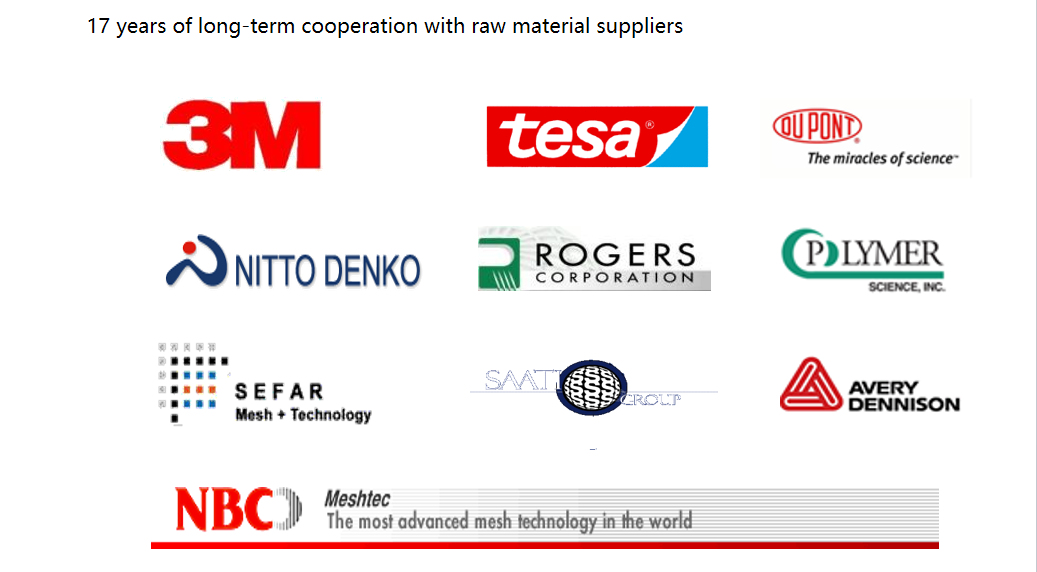 17 years of long-term cooperation with raw material suppliers
3M
tesa®
DU PONT®
The miracles of science™
NITTO DENKO
ROGERS
CORPORATION
POLYMER
SCIENCE, INC.
SEFAR
Mesh + Technology
SAATI
GROUP
AVERY
DENNISON
NBC
Meshtec
The most advanced mesh technology in the world